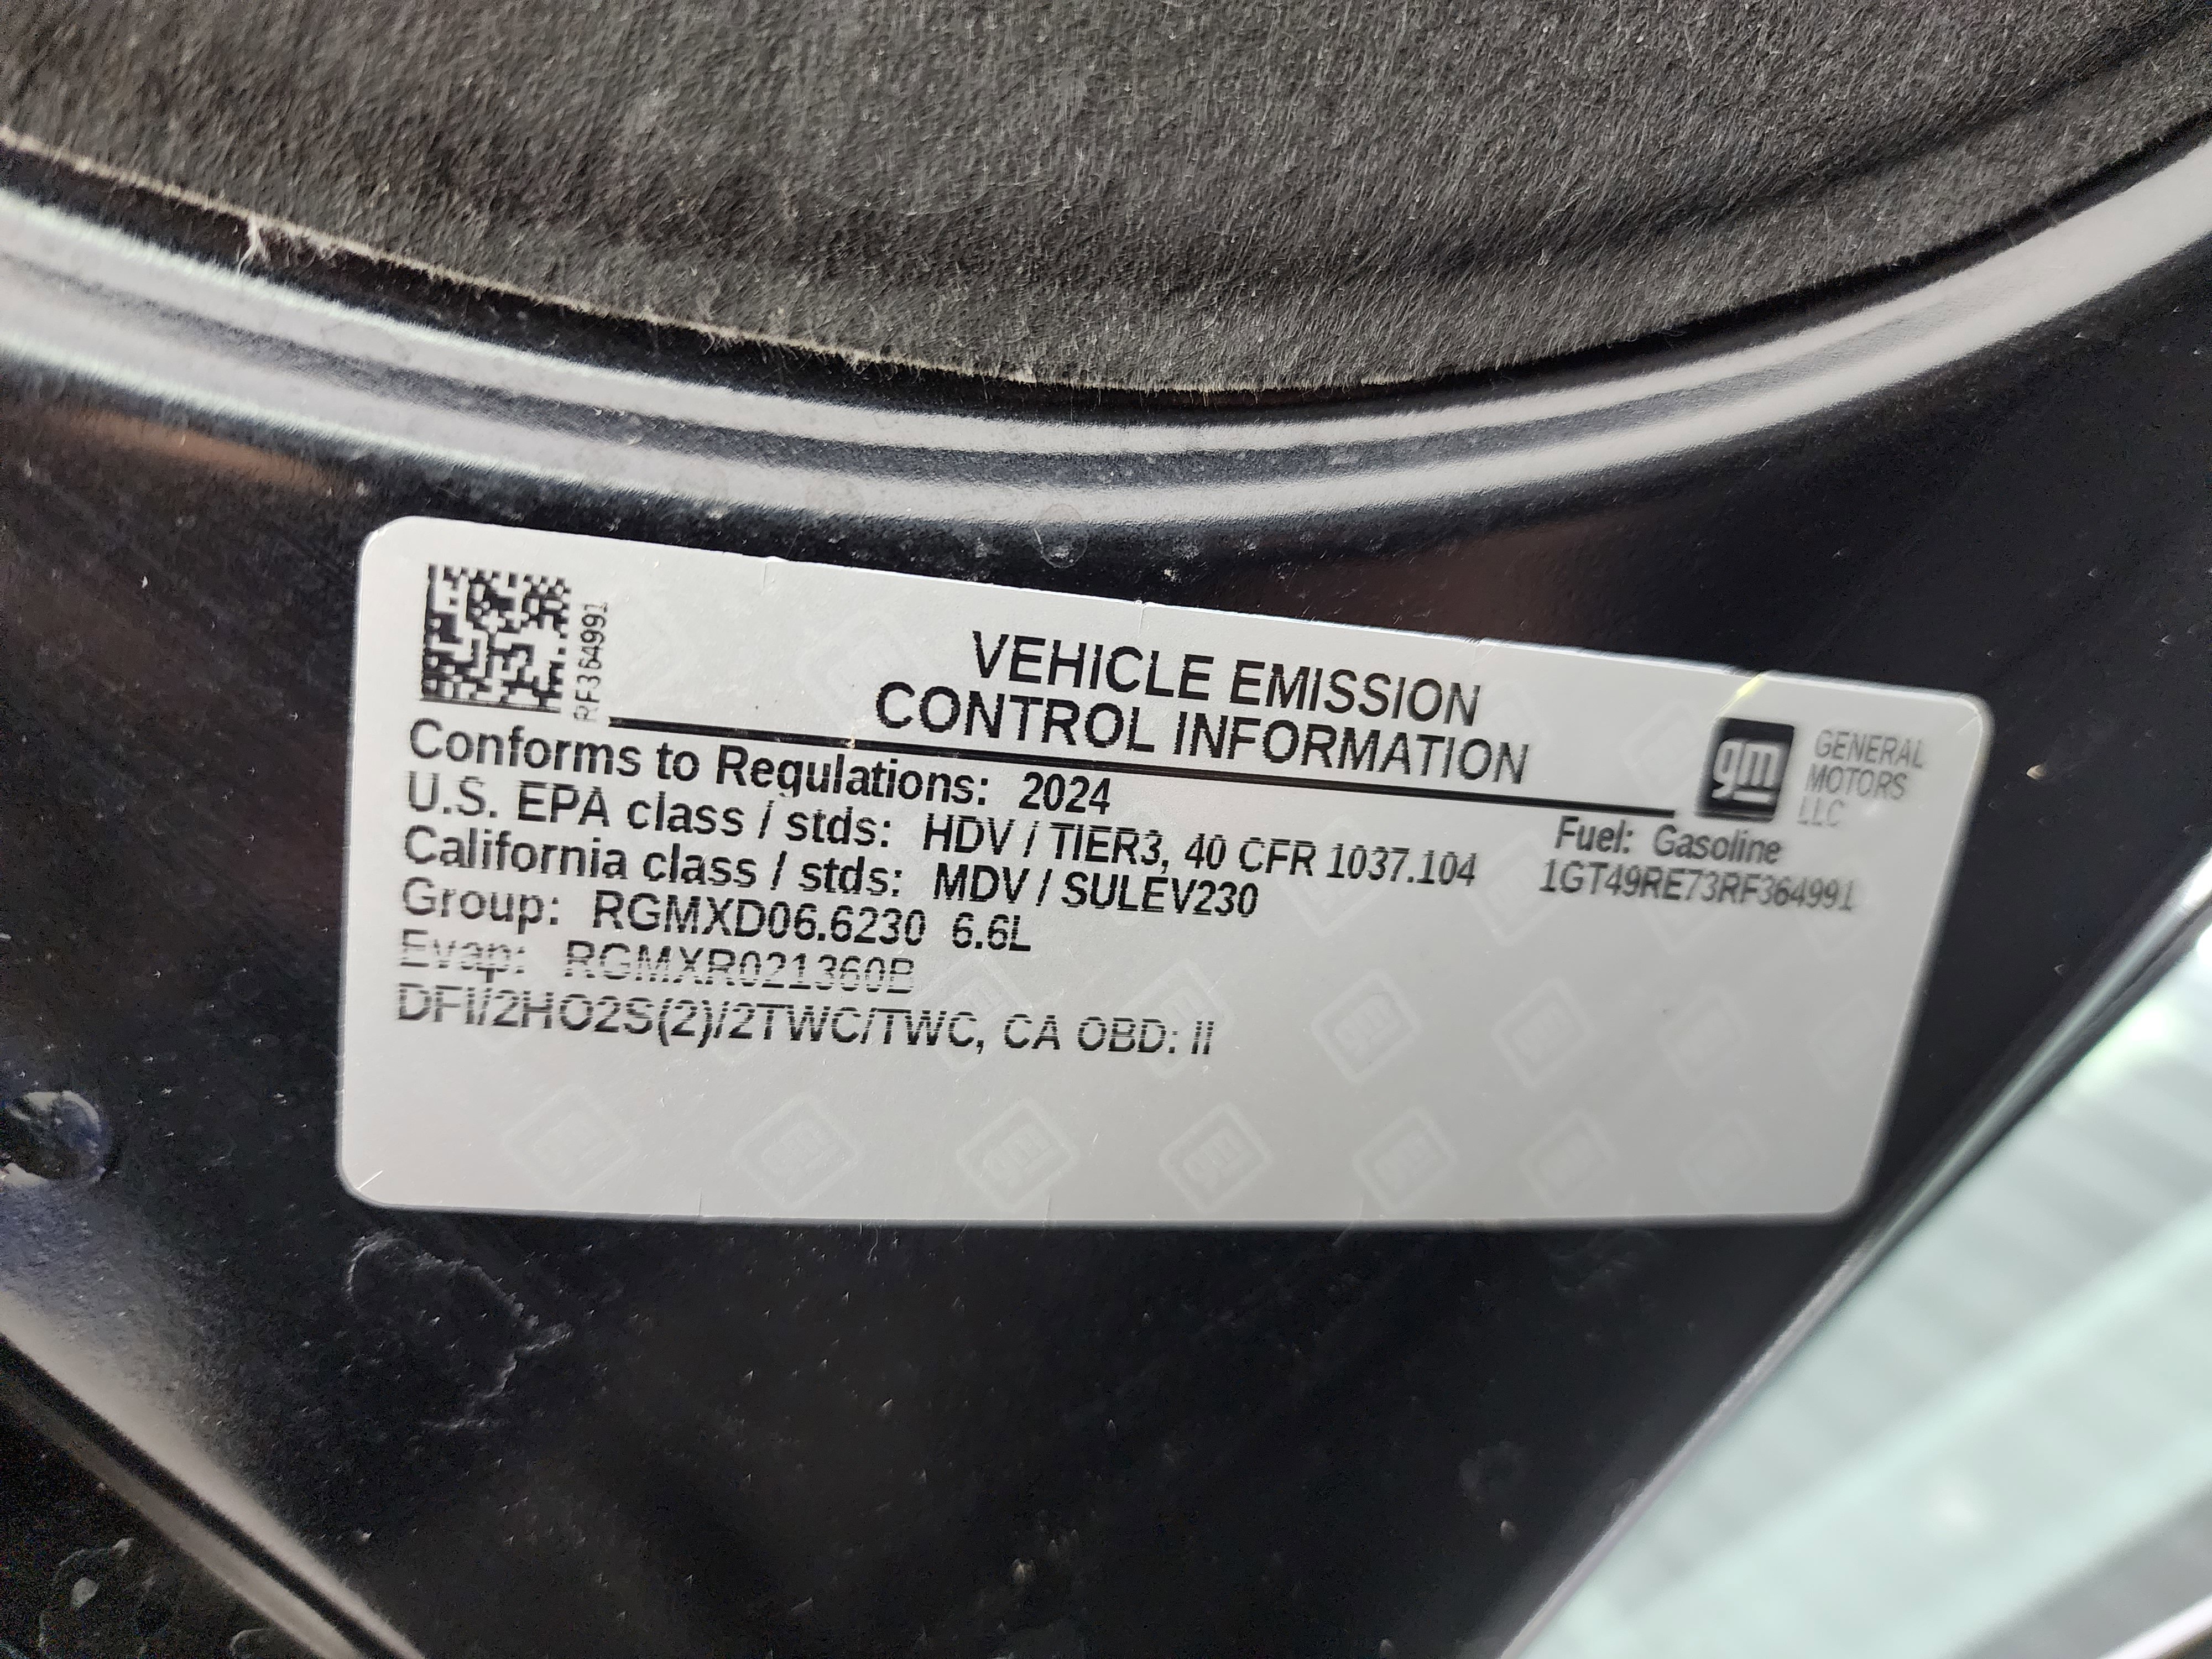 RF364991
VEHICLE EMISSION
CONTROL INFORMATION
gm
GENERAL
MOTORS
LLC
Conforms to Regulations: 2024
Fuel: Gasoline
U.S. EPA class / stds: HDV / TIER3, 40 CFR 1037.104
1GT49RE73RF364991
California class / stds: MDV / SULEV230
Group: RGMXD06.6230 6.6L
Evap: RGMXR021360B
DFI/2HO2S(2)/2TWC/TWC, CA OBD: II